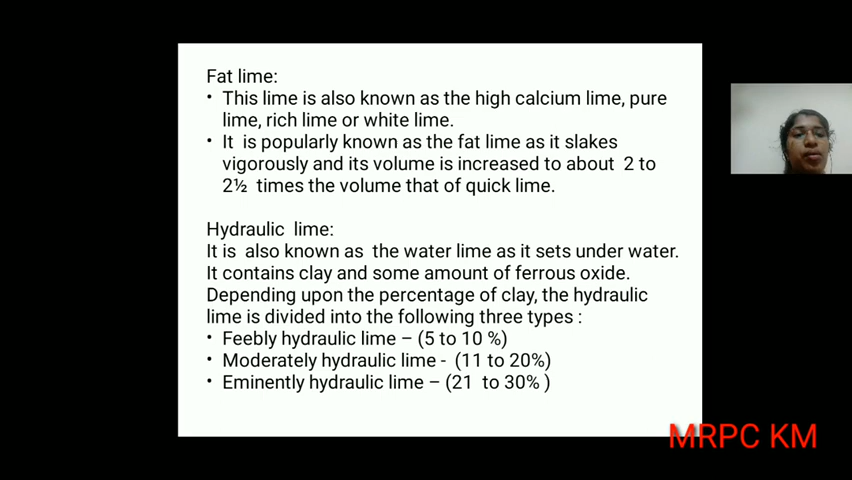 Fat lime:
• This lime is also known as the high calcium lime, pure
lime, rich lime or white lime.
• It is popularly known as the fat lime as it slakes
vigorously and its volume is increased to about 2 to
2½ times the volume that of quick lime.
Hydraulic lime:
It is also known as the water lime as it sets under water.
It contains clay and some amount of ferrous oxide.
Depending upon the percentage of clay, the hydraulic
lime is divided into the following three types :
• Feebly hydraulic lime – (5 to 10 %)
• Moderately hydraulic lime - (11 to 20%)
• Eminently hydraulic lime – (21 to 30% )
MRPC KM